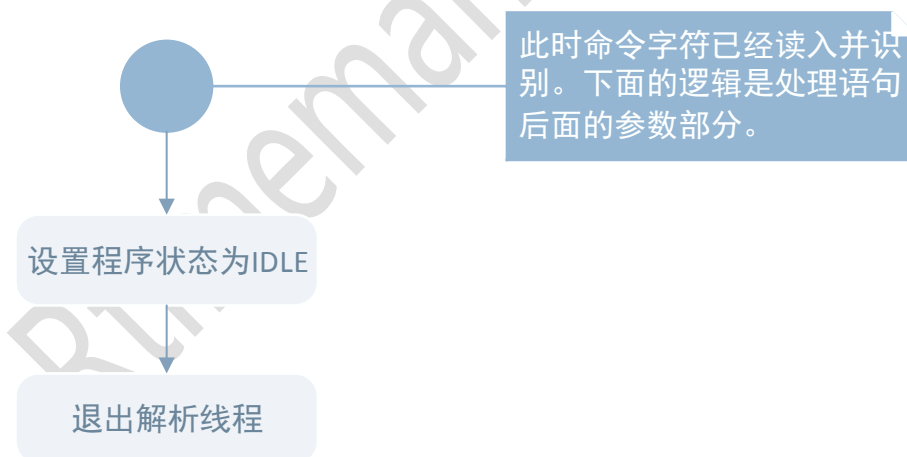 此时命令字符已经读入并识
别。下面的逻辑是处理语句
后面的参数部分。
设置程序状态为IDLE
退出解析线程